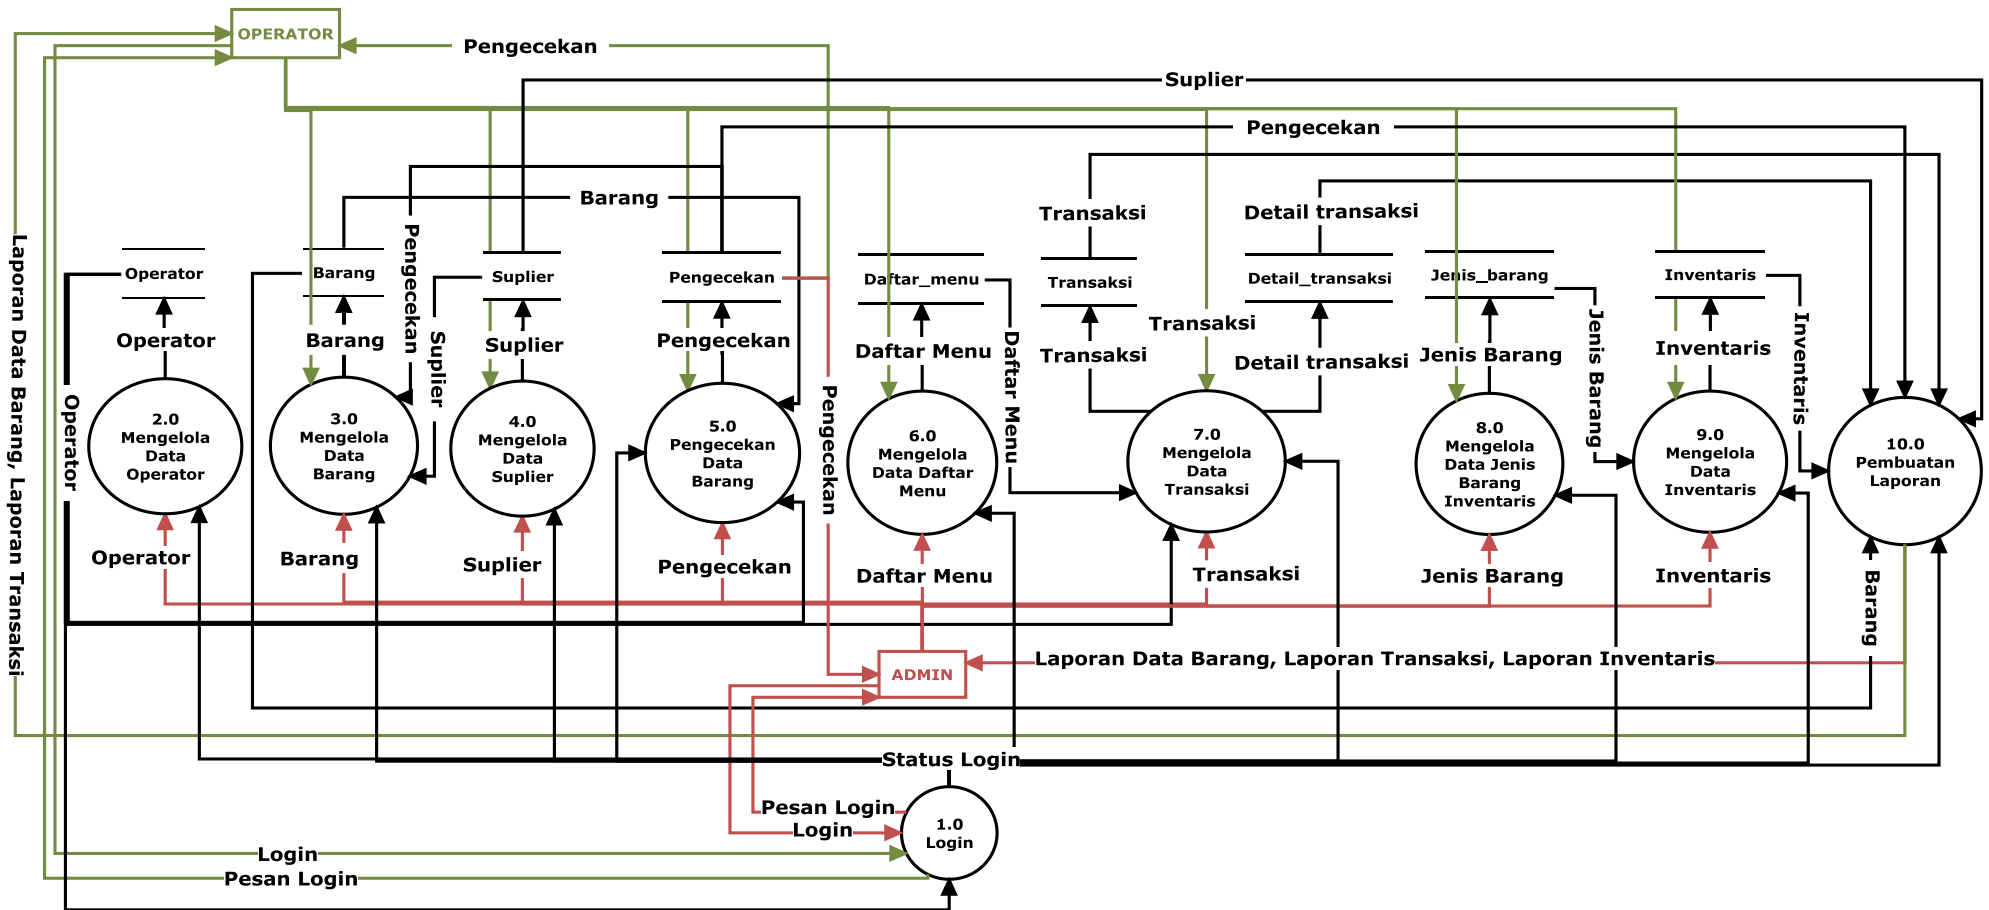 OPERATOR
Pengecekan
Suplier
Pengecekan
Barang
Transaksi
Detail transaksi
Laporan Data Barang, Laporan Transaksi
Operator
Barang
Pengecekan
Suplier
Pengecekan
Daftar_menu
Transaksi
Detail_transaksi
Jenis_barang
Inventaris
Operator
Barang
Suplier
Suplier
Pengecekan
Daftar Menu
Daftar Menu
Transaksi
Transaksi
Detail transaksi
Jenis Barang
Jenis Barang
Inventaris
Inventaris
Operator
Pengecekan
2.0
Mengelola
Data
Operator
3.0
Mengelola
Data
Barang
4.0
Mengelola
Data
Suplier
5.0
Pengecekan
Data
Barang
6.0
Mengelola
Data Daftar
Menu
7.0
Mengelola
Data
Transaksi
8.0
Mengelola
Data Jenis
Barang
Inventaris
9.0
Mengelola
Data
Inventaris
10.0
Pembuatan
Laporan
Operator
Barang
Suplier
Pengecekan
Daftar Menu
Transaksi
Jenis Barang
Inventaris
Barang
ADMIN
Laporan Data Barang, Laporan Transaksi, Laporan Inventaris
Status Login
Pesan Login
Login
1.0
Login
Login
Pesan Login